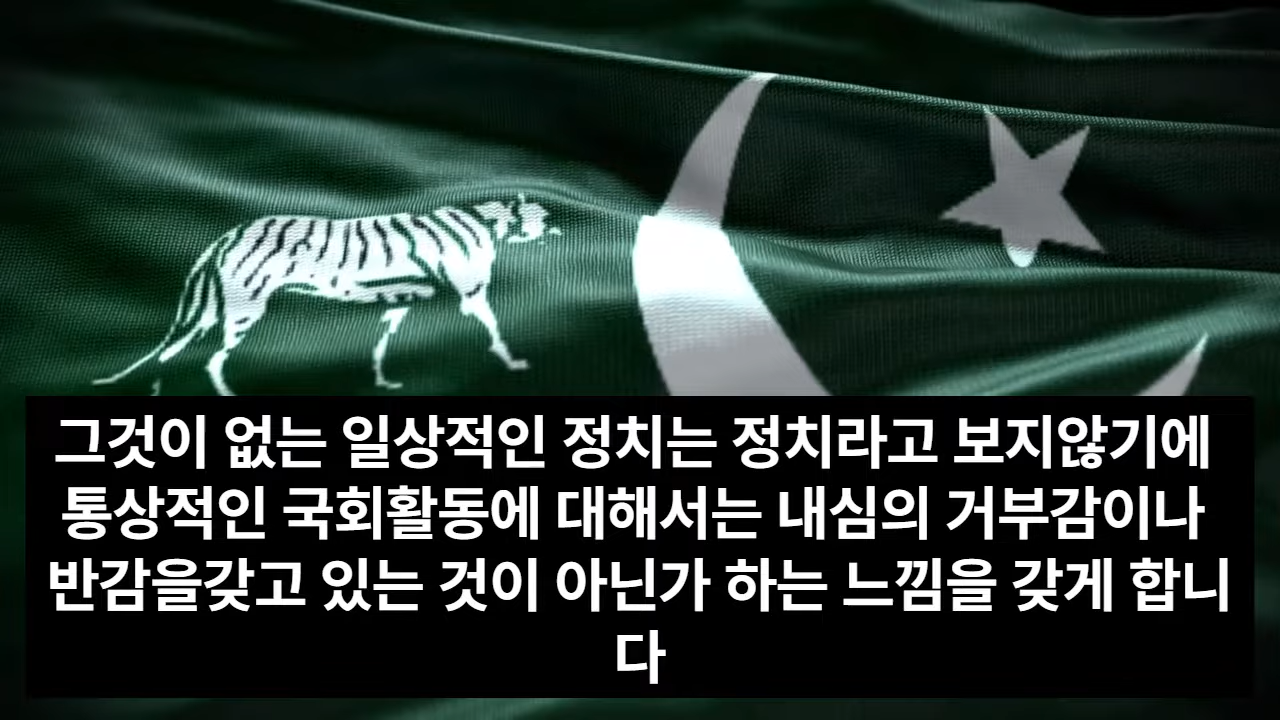 그것이 없는 일상적인 정치는 정치라고 보지않기에
통상적인 국회활동에 대해서는 내심의 거부감이나
반감을갖고 있는 것이 아닌가 하는 느낌을 갖게 합니
다